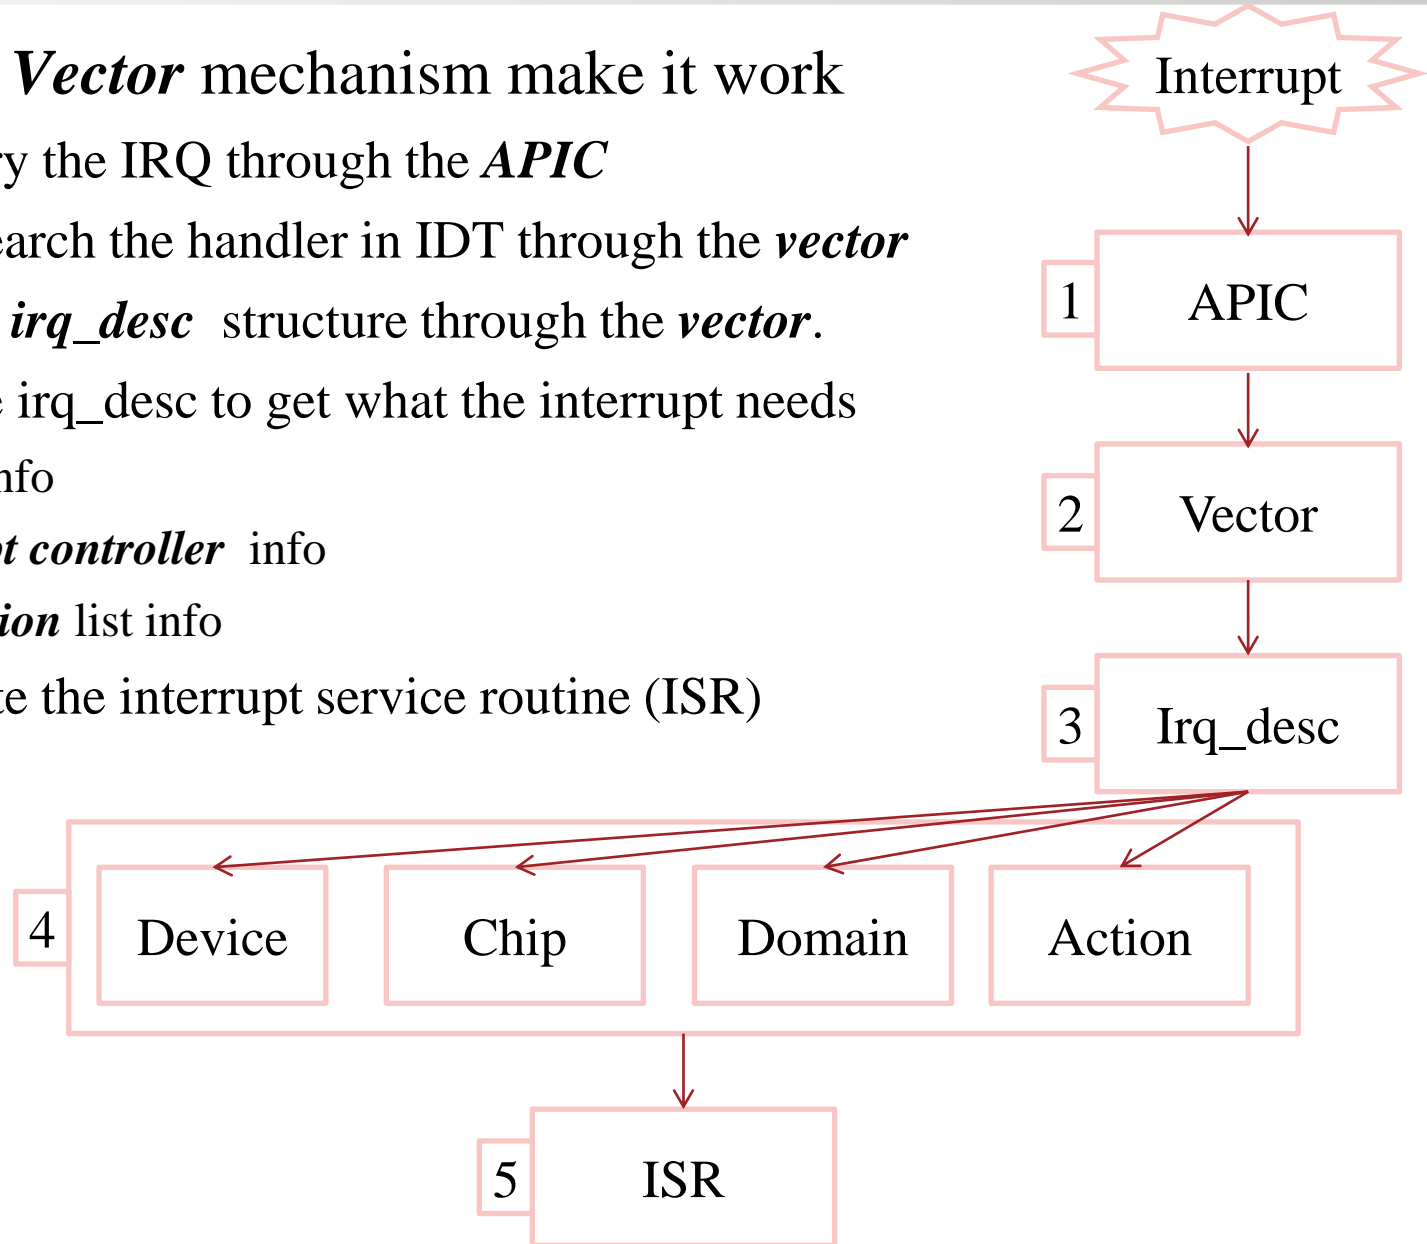 Vector mechanism make it work
ry the IRQ through the APIC
earch the handler in IDT through the vector
irq_desc structure through the vector.
e irq_desc to get what the interrupt needs
nfo
pt controller info
ion list info
te the interrupt service routine (ISR)
Interrupt
1
APIC
2
Vector
3
Irq_desc
4
Device
Chip
Domain
Action
5
ISR